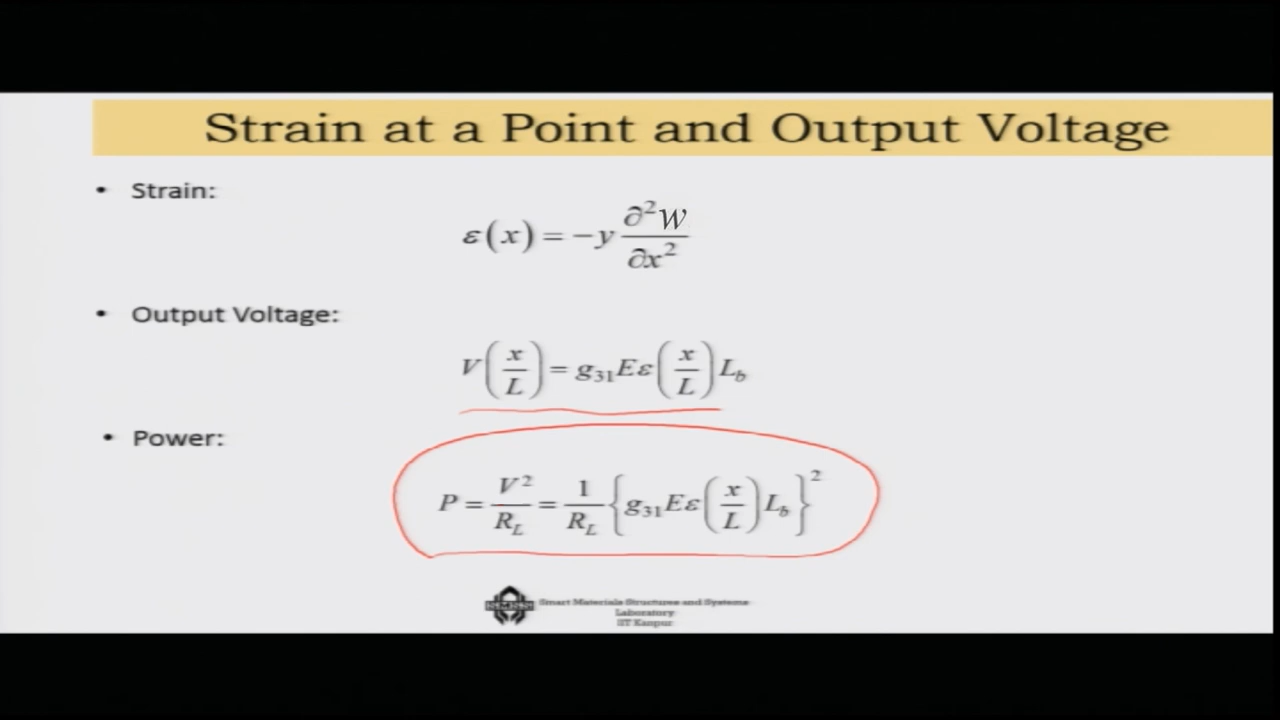 Strain at a Point and Output Voltage
• Strain:
ε(x) = −y ∂²w/∂x²
• Output Voltage:
V(x/L) = g₃₁Eε(x/L)L_b
• Power:
P = V²/R_L = 1/R_L {g₃₁Eε(x/L)L_b}²
Smart Materials Structures and Systems
Laboratory
IIT Kanpur